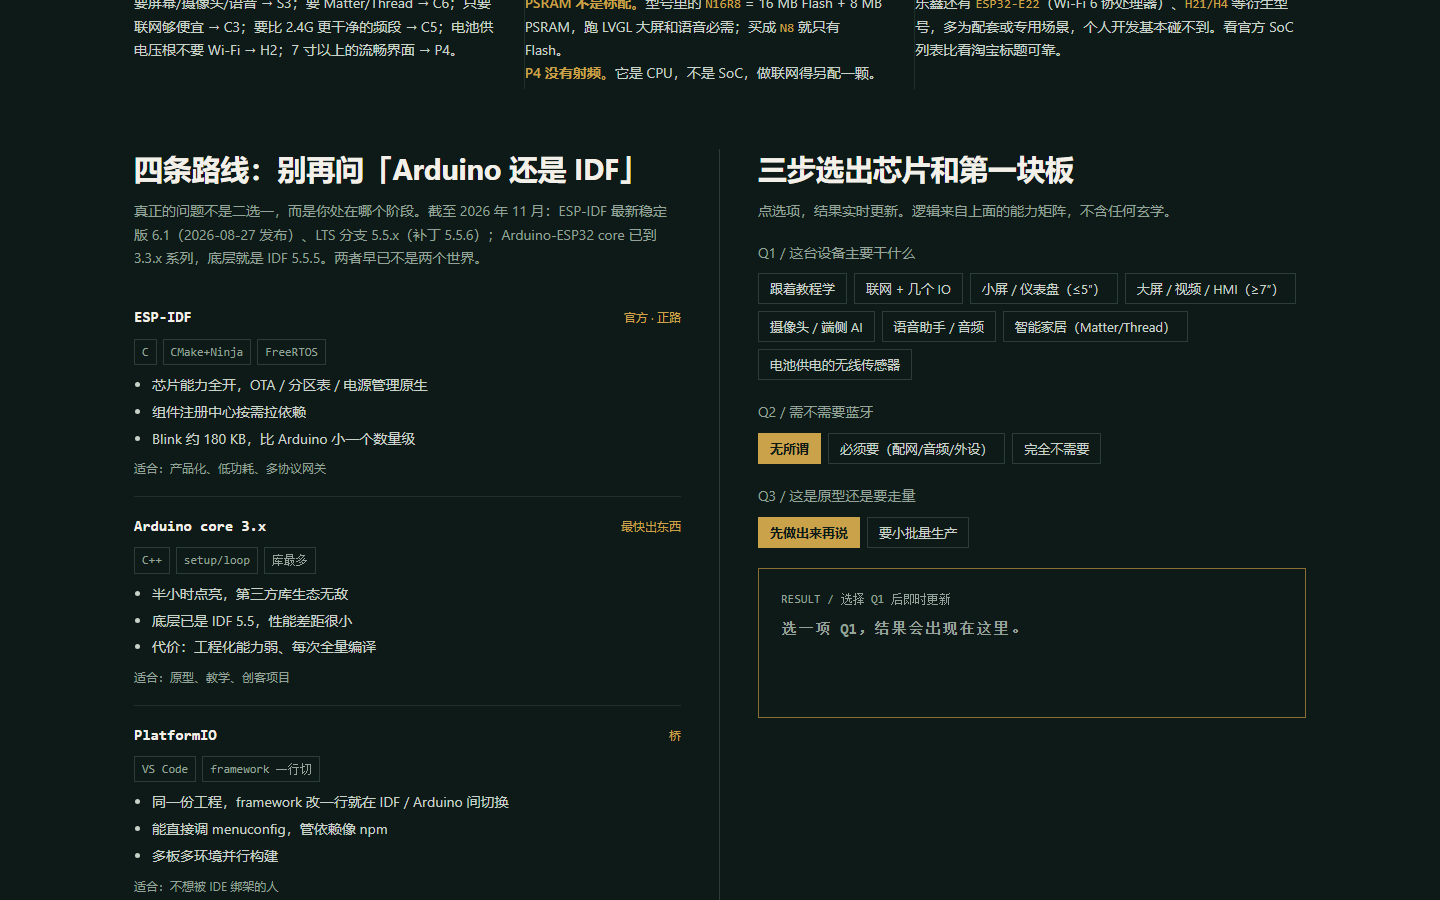 要屏幕/摄像头/语音 → S3；要 Matter/Thread → C6；只要
联网够便宜 → C3；要比 2.4G 更干净的频段 → C5；电池供
电压根不要 Wi-Fi → H2；7 寸以上的流畅界面 → P4。
PSRAM 不是标配。型号里的 N16R8 = 16 MB Flash + 8 MB
PSRAM，跑 LVGL 大屏和语音必需；买成 N8 就只有
Flash。
P4 没有射频。它是 CPU，不是 SoC，做联网得另配一颗。
乐鑫还有 ESP32-E22（Wi-Fi 6 协处理器）、H21/H4 等衍生型
号，多为配套或专用场景，个人开发基本碰不到。看官方 SoC
列表比看淘宝标题可靠。
四条路线：别再问「Arduino 还是 IDF」
真正的问题不是二选一，而是你处在哪个阶段。截至 2026 年 11 月：ESP-IDF 最新稳定
版 6.1（2026-08-27 发布）、LTS 分支 5.5.x（补丁 5.5.6）；Arduino-ESP32 core 已到
3.3.x 系列，底层就是 IDF 5.5.5。两者早已不是两个世界。
ESP-IDF
官方 · 正路
C
CMake+Ninja
FreeRTOS
芯片能力全开，OTA / 分区表 / 电源管理原生
组件注册中心按需拉依赖
Blink 约 180 KB，比 Arduino 小一个数量级
适合：产品化、低功耗、多协议网关
Arduino core 3.x
最快出东西
C++
setup/loop
库最多
半小时点亮，第三方库生态无敌
底层已是 IDF 5.5，性能差距很小
代价：工程化能力弱、每次全量编译
适合：原型、教学、创客项目
PlatformIO
桥
VS Code
framework 一行切
同一份工程，framework 改一行就在 IDF / Arduino 间切换
能直接调 menuconfig，管依赖像 npm
多板多环境并行构建
适合：不想被 IDE 绑架的人
三步选出芯片和第一块板
点选项，结果实时更新。逻辑来自上面的能力矩阵，不含任何玄学。
Q1 / 这台设备主要干什么
跟着教程学
联网 + 几个 IO
小屏 / 仪表盘（≤5″）
大屏 / 视频 / HMI（≥7″）
摄像头 / 端侧 AI
语音助手 / 音频
智能家居（Matter/Thread）
电池供电的无线传感器
Q2 / 需不需要蓝牙
无所谓
必须要（配网/音频/外设）
完全不需要
Q3 / 这是原型还是要走量
先做出来再说
要小批量生产
RESULT / 选择 Q1 后即时更新
选一项 Q1，结果会出现在这里。